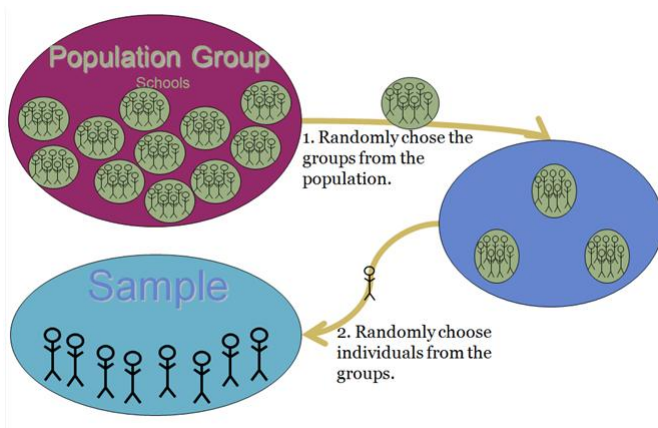 Population Group
Schools
1. Randomly chose the
groups from the
population.
Sample
2. Randomly choose
individuals from the
groups.